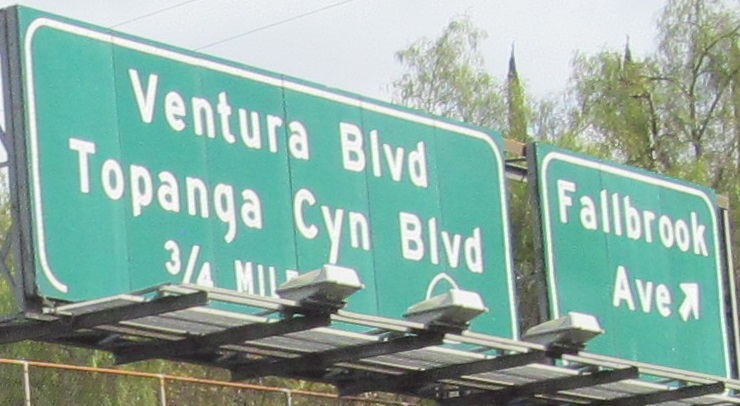 Ventura Blvd
Topanga Cyn Blvd
3/4 MILE
Fallbrook
Ave